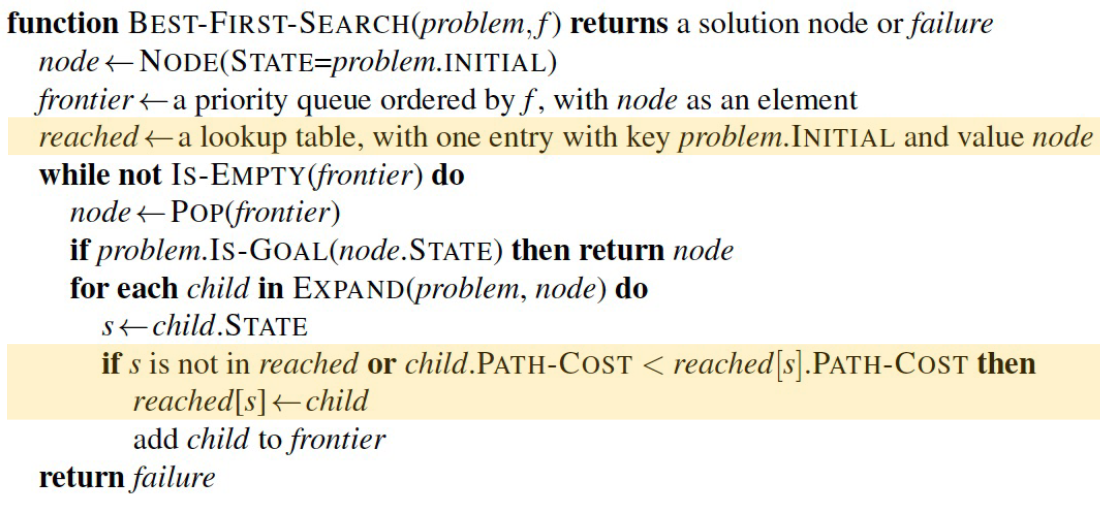 function BEST-FIRST-SEARCH(problem,f) returns a solution node or failure
node ← NODE(STATE=problem.INITIAL)
frontier ← a priority queue ordered by f, with node as an element
reached ← a lookup table, with one entry with key problem.INITIAL and value node
while not IS-EMPTY(frontier) do
node ← POP(frontier)
if problem.IS-GOAL(node.STATE) then return node
for each child in EXPAND(problem, node) do
s ← child.STATE
if s is not in reached or child.PATH-COST < reached[s].PATH-COST then
reached[s] ← child
add child to frontier
return failure